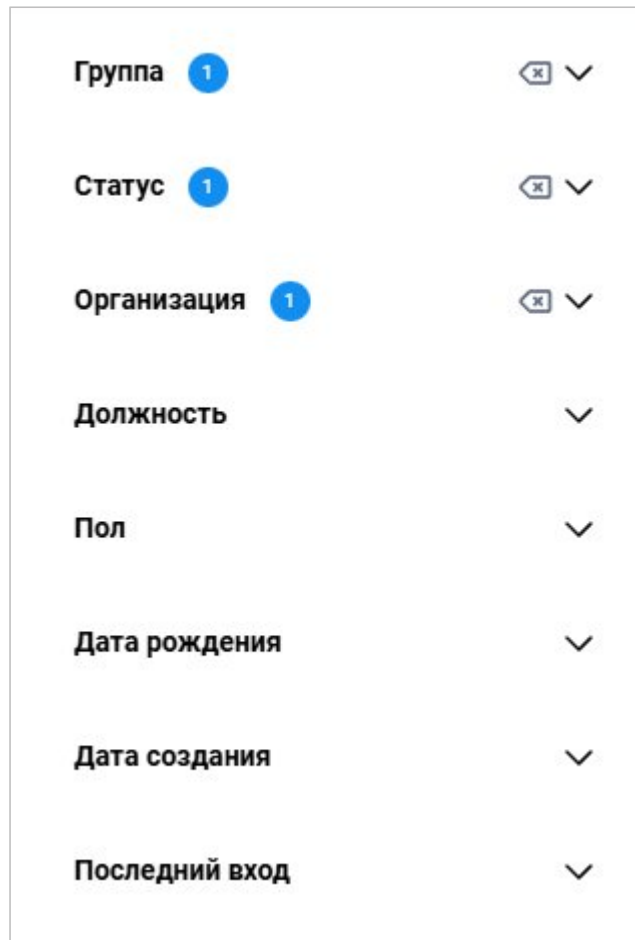 Группа 1
Статус 1
Организация 1
Должность
Пол
Дата рождения
Дата создания
Последний вход